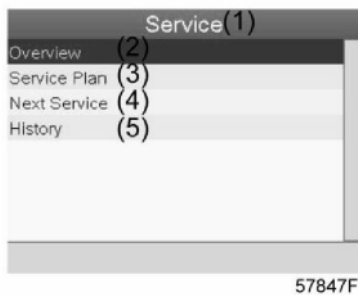 Service(1)
Overview (2)
Service Plan (3)
Next Service (4)
History (5)
57847F